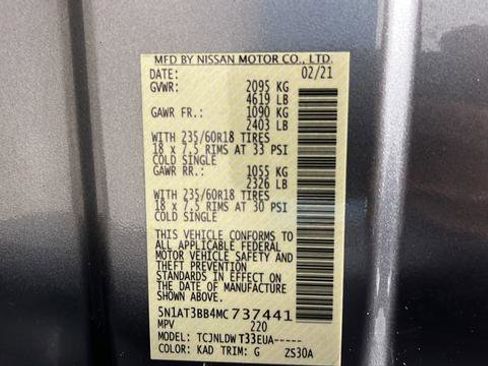 MFD BY NISSAN MOTOR CO., LTD.
DATE: 02/21
GVWR: 2095 KG
4619 LB
GAWR FR.: 1090 KG
2403 LB
WITH 235/60R18 TIRES
18 x 7.5 RIMS AT 33 PSI
COLD SINGLE
GAWR RR.: 1055 KG
2326 LB
WITH 235/60R18 TIRES
18 x 7.5 RIMS AT 30 PSI
COLD SINGLE
THIS VEHICLE CONFORMS TO
ALL APPLICABLE FEDERAL
MOTOR VEHICLE SAFETY AND
THEFT PREVENTION
STANDARDS IN EFFECT ON
THE DATE OF MANUFACTURE
SHOWN ABOVE.
5N1AT3BB4MC737441
MPV 220
MODEL: TCJNLDWT33EUA-----
COLOR: KAD TRIM: G ZS30A